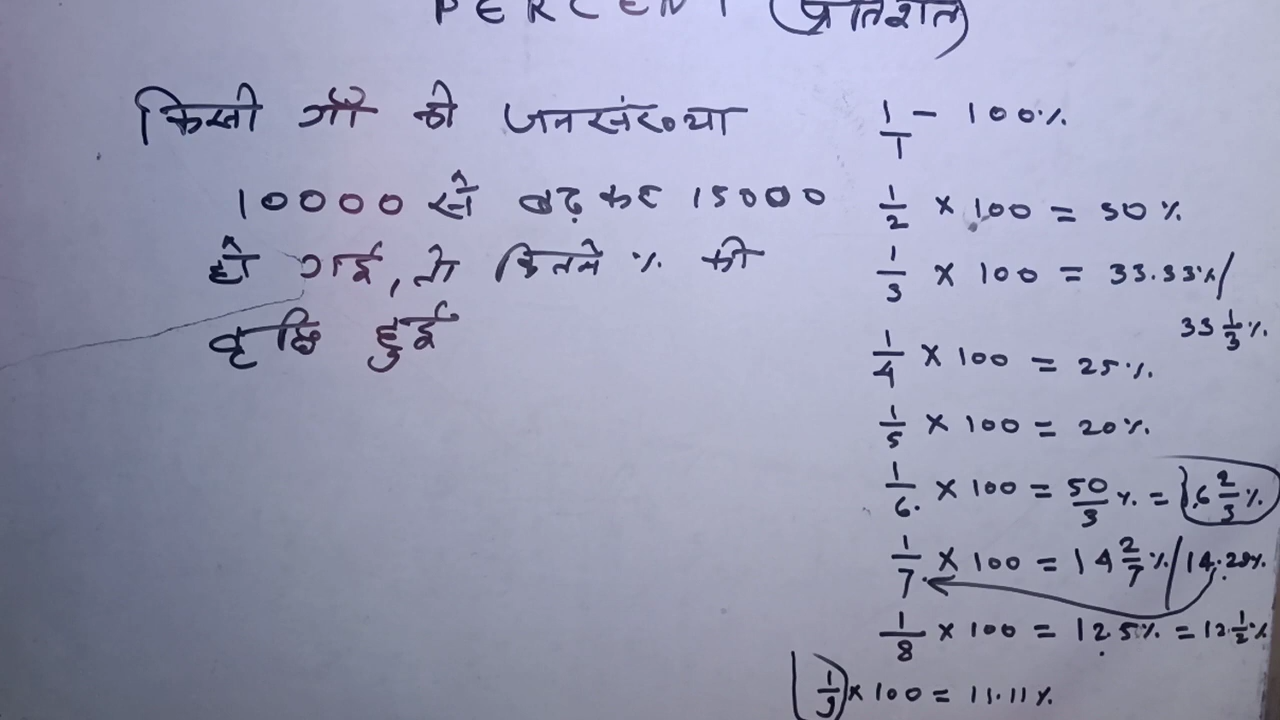 PERCENT (प्रतिशत)
किसी गाँ की जनसंख्या
10000 से बढ़ कर 15000
हो गई, तो कितने % की
वृद्धि हुई
1/1 - 100%
1/2 × 100 = 50%
1/3 × 100 = 33.33% /
33 1/3 %
1/4 × 100 = 25%
1/5 × 100 = 20%
1/6 × 100 = 50/3 % = 16 2/3 %
1/7 × 100 = 14 2/7 % / 14.28%
1/8 × 100 = 12.5% = 12 1/2 %
1/9 × 100 = 11.11%